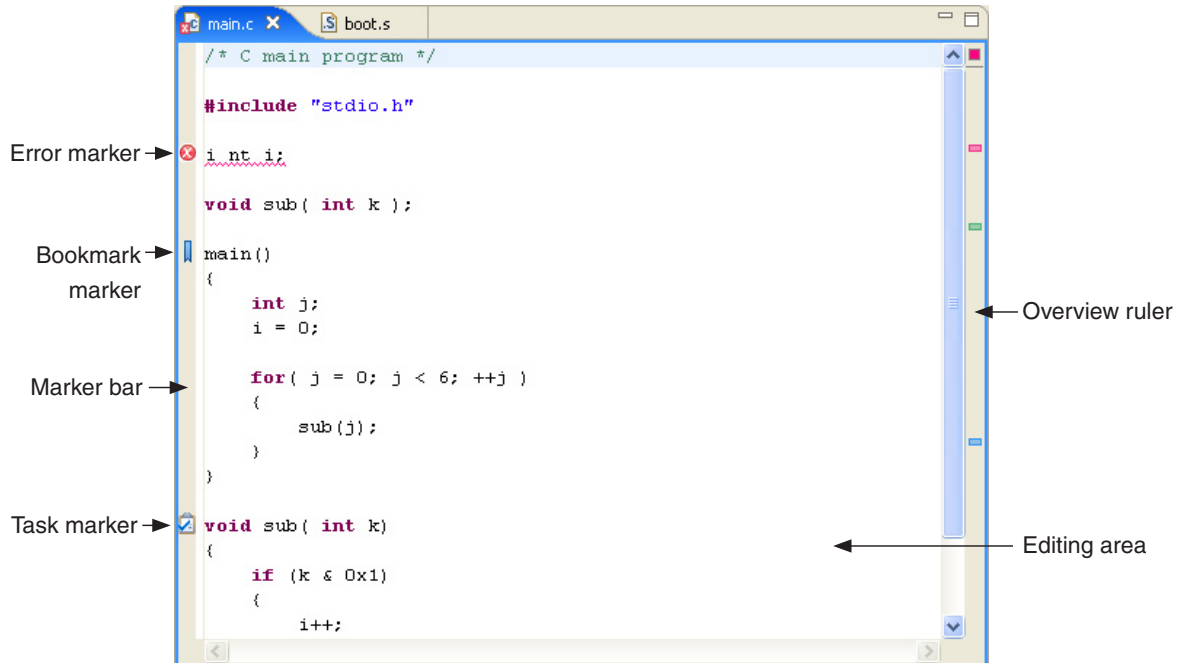 main.c
boot.s
/* C main program */
#include "stdio.h"
Error marker
i nt i;
void sub( int k );
Bookmark
marker
main()
{
int j;
i = 0;
Overview ruler
for( j = 0; j < 6; ++j )
Marker bar
{
sub(j);
}
}
Task marker
void sub( int k)
{
Editing area
if (k & 0x1)
{
i++;